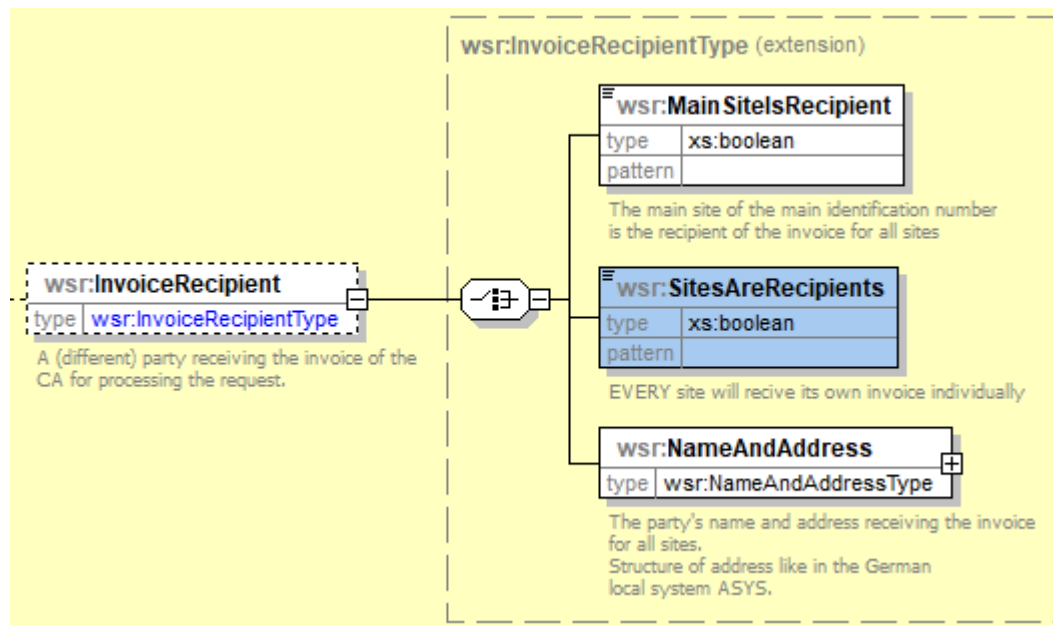 wsr:InvoiceRecipientType (extension)
wsr:MainSiteIsRecipient
type xs:boolean
pattern
The main site of the main identification number
is the recipient of the invoice for all sites
wsr:InvoiceRecipient
type wsr:InvoiceRecipientType
A (different) party receiving the invoice of the
CA for processing the request.
wsr:SitesAreRecipients
type xs:boolean
pattern
EVERY site will recive its own invoice individually
wsr:NameAndAddress
type wsr:NameAndAddressType
The party's name and address receiving the invoice
for all sites.
Structure of address like in the German
local system ASYS.